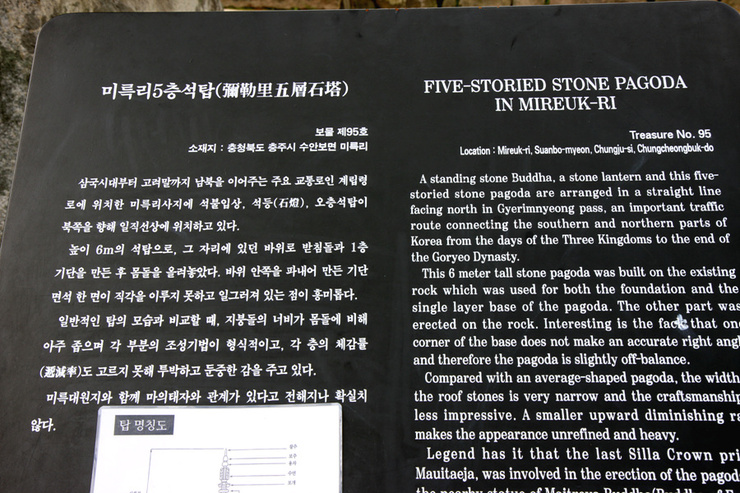 미륵리5층석탑(彌勒里五層石塔)
보물 제95호
소재지 : 충청북도 충주시 수안보면 미륵리
삼국시대부터 고려말까지 남북을 이어주는 주요 교통로인 계립령
로에 위치한 미륵리사지에 석불입상, 석등(石燈), 오층석탑이
북쪽을 향해 일직선상에 위치하고 있다.
높이 6m의 석탑으로, 그 자리에 있던 바위로 받침돌과 1층
기단을 만든 후 몸돌을 올려놓았다. 바위 안쪽을 파내어 만든 기단
면석 한 면이 직각을 이루지 못하고 일그러져 있는 점이 흥미롭다.
일반적인 탑의 모습과 비교할 때, 지붕돌의 너비가 몸돌에 비해
아주 좁으며 각 부분의 조성기법이 형식적이고, 각 층의 체감률
(遞減率)도 고르지 못해 투박하고 둔중한 감을 주고 있다.
미륵대원지와 함께 마의태자와 관계가 있다고 전해지나 확실치
않다.
탑 명칭도
FIVE-STORIED STONE PAGODA
IN MIREUK-RI
Treasure No. 95
Location : Mireuk-ri, Suanbo-myeon, Chungju-si, Chungcheongbuk-do
A standing stone Buddha, a stone lantern and this five-
storied stone pagoda are arranged in a straight line
facing north in Gyerimnyeong pass, an important traffic
route connecting the southern and northern parts of
Korea from the days of the Three Kingdoms to the end of
the Goryeo Dynasty.
This 6 meter tall stone pagoda was built on the existing
rock which was used for both the foundation and the
single layer base of the pagoda. The other part was
erected on the rock. Interesting is the fact that one
corner of the base does not make an accurate right angl
and therefore the pagoda is slightly off-balance.
Compared with an average-shaped pagoda, the width
the roof stones is very narrow and the craftsmanship
less impressive. A smaller upward diminishing ra
makes the appearance unrefined and heavy.
Legend has it that the last Silla Crown pri
Mauitaeja, was involved in the erection of the pagod
the nearby statue of Maitreya Buddha(Buddha of